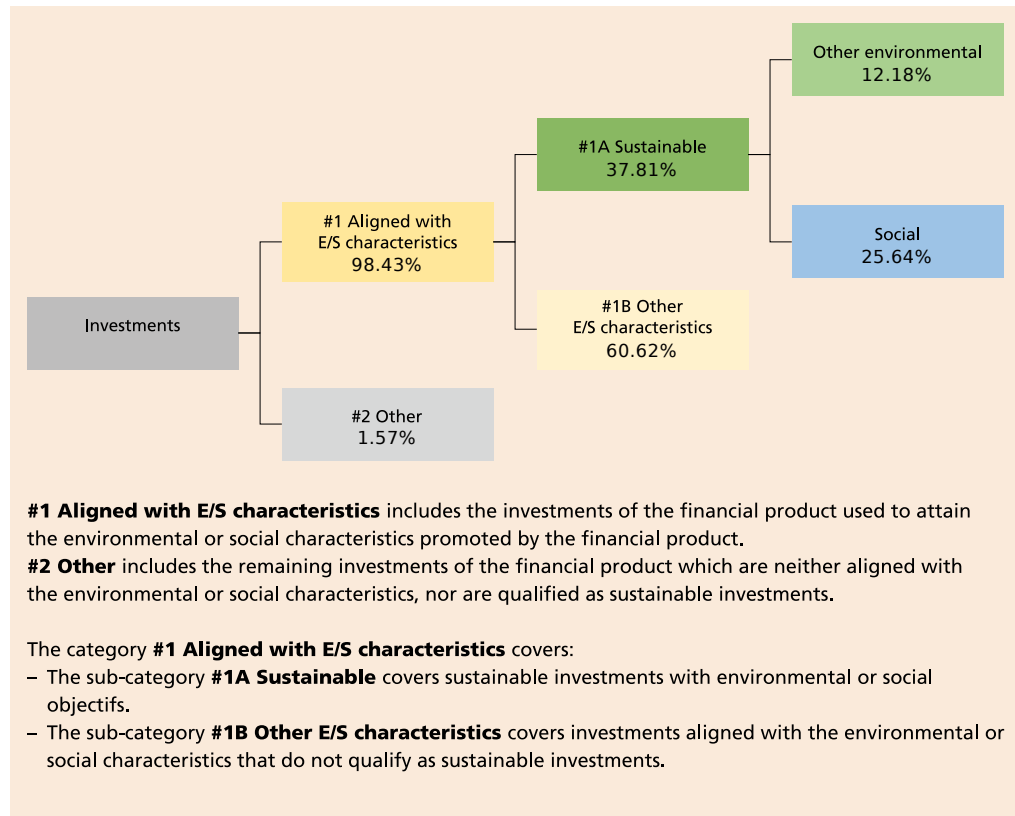 Other environmental
12.18%
#1A Sustainable
37.81%
#1 Aligned with
E/S characteristics
98.43%
Social
25.64%
#1B Other
E/S characteristics
60.62%
Investments
#2 Other
1.57%
#1 Aligned with E/S characteristics includes the investments of the financial product used to attain
the environmental or social characteristics promoted by the financial product.
#2 Other includes the remaining investments of the financial product which are neither aligned with
the environmental or social characteristics, nor are qualified as sustainable investments.
The category #1 Aligned with E/S characteristics covers:
– The sub-category #1A Sustainable covers sustainable investments with environmental or social
objectifs.
– The sub-category #1B Other E/S characteristics covers investments aligned with the environmental or
social characteristics that do not qualify as sustainable investments.